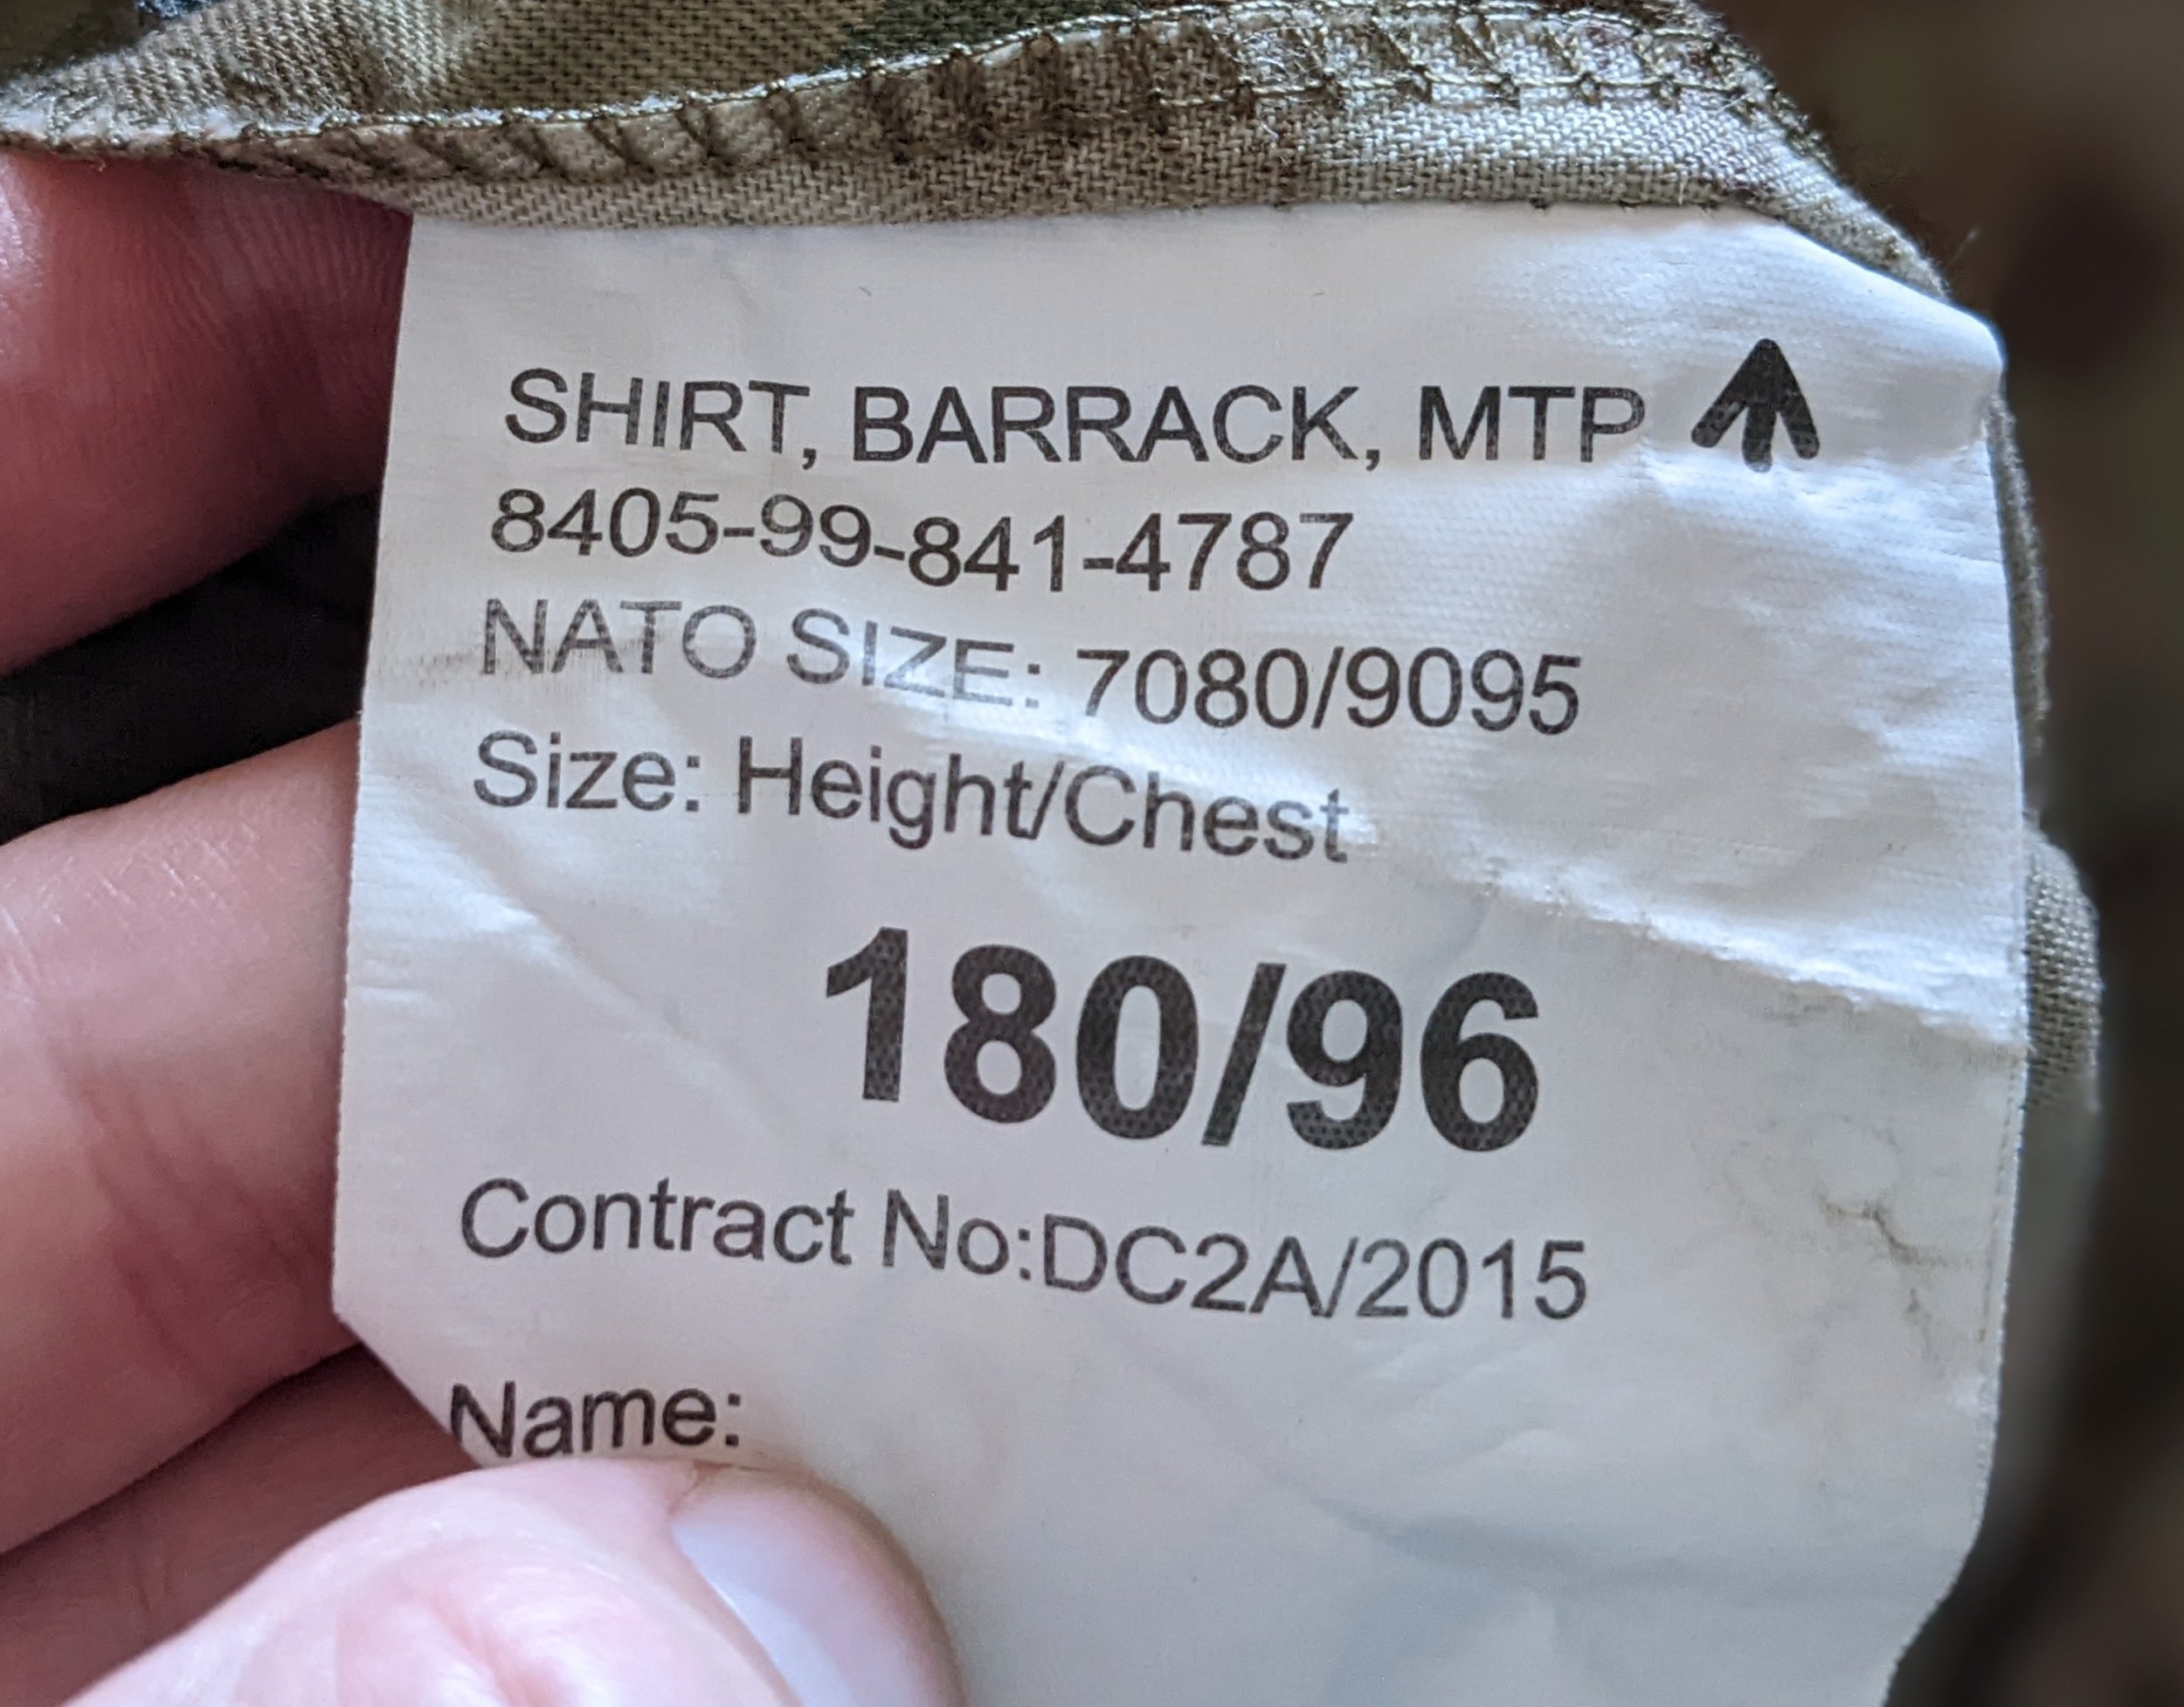 SHIRT, BARRACK, MTP
8405-99-841-4787
NATO SIZE: 7080/9095
Size: Height/Chest
180/96
Contract No:DC2A/2015
Name: